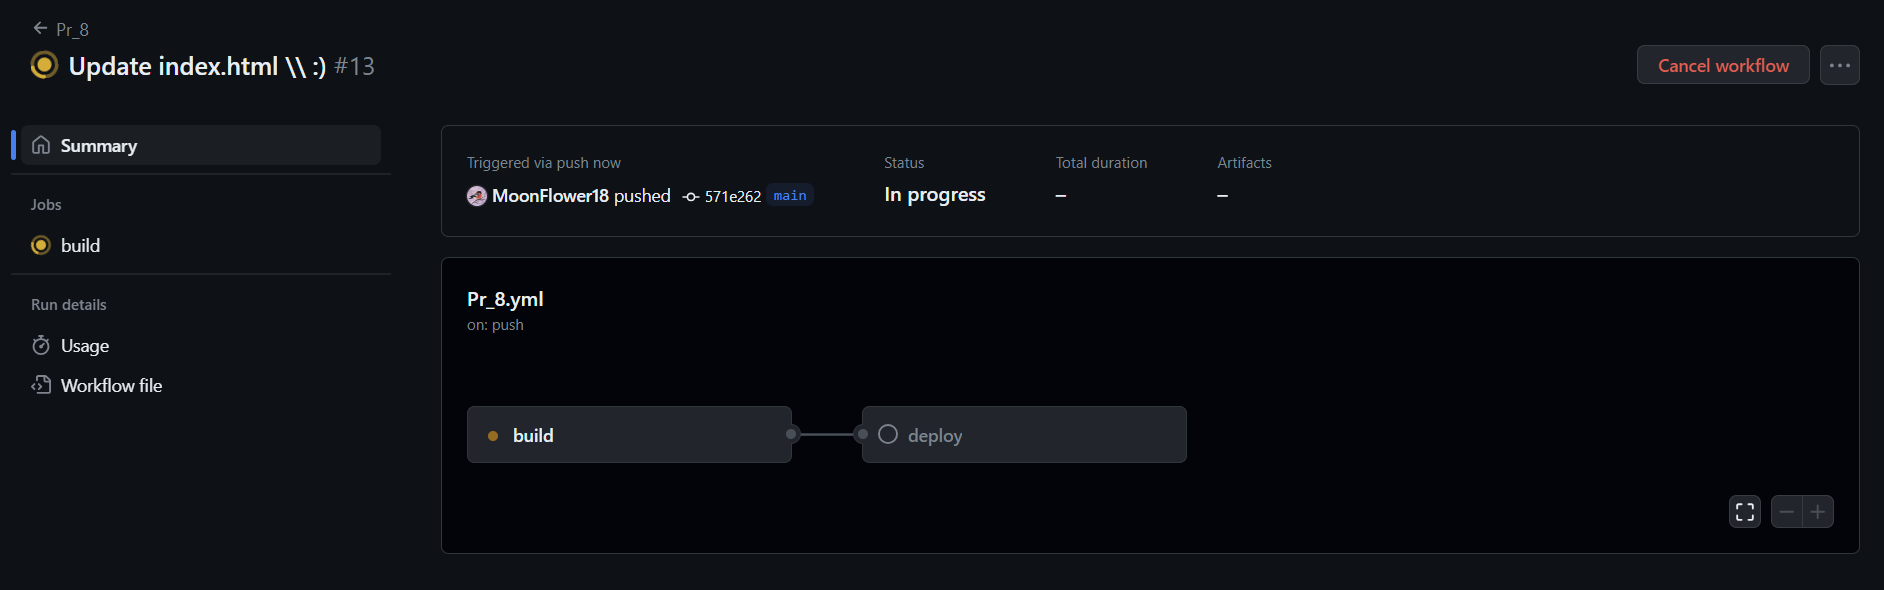 Pr_8
Update index.html \\ :) #13
Cancel workflow
Summary
Jobs
build
Run details
Usage
Workflow file
Triggered via push now
MoonFlower18 pushed 571e262 main
Status
In progress
Total duration
–
Artifacts
–
Pr_8.yml
on: push
build
deploy